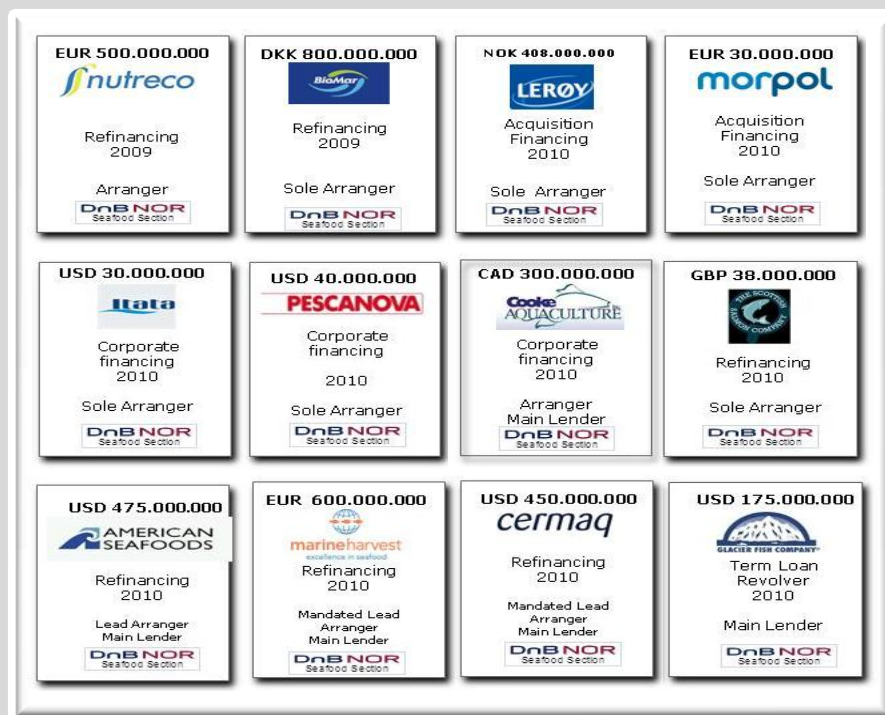 EUR 500.000.000
nutreco
Refinancing
2009
Arranger
DnB NOR
Seafood Section
DKK 800.000.000
BioMar
Refinancing
2009
Sole Arranger
DnB NOR
Seafood Section
NOK 408.000.000
LERØY
Acquisition
Financing
2010
Sole Arranger
DnB NOR
Seafood Section
EUR 30.000.000
morpol
Acquisition
Financing
2010
Sole Arranger
DnB NOR
Seafood Section
USD 30.000.000
Itata
Corporate
financing
2010
Sole Arranger
DnB NOR
Seafood Section
USD 40.000.000
PESCANOVA
Corporate
financing
2010
Sole Arranger
DnB NOR
Seafood Section
CAD 300.000.000
Cooke
AQUACULTURE
Corporate
financing
2010
Arranger
Main Lender
DnB NOR
Seafood Section
GBP 38.000.000
THE SCOTTISH
SALMON COMPANY
Refinancing
2010
Sole Arranger
DnB NOR
Seafood Section
USD 475.000.000
AMERICAN
SEAFOODS
Refinancing
2010
Lead Arranger
Main Lender
DnB NOR
Seafood Section
EUR 600.000.000
marineharvest
excellence in seafood
Refinancing
2010
Mandated Lead
Arranger
Main Lender
DnB NOR
Seafood Section
USD 450.000.000
cermaq
Refinancing
2010
Mandated Lead
Arranger
Main Lender
DnB NOR
Seafood Section
USD 175.000.000
GLACIER FISH COMPANY
Term Loan
Revolver
2010
Main Lender
DnB NOR
Seafood Section